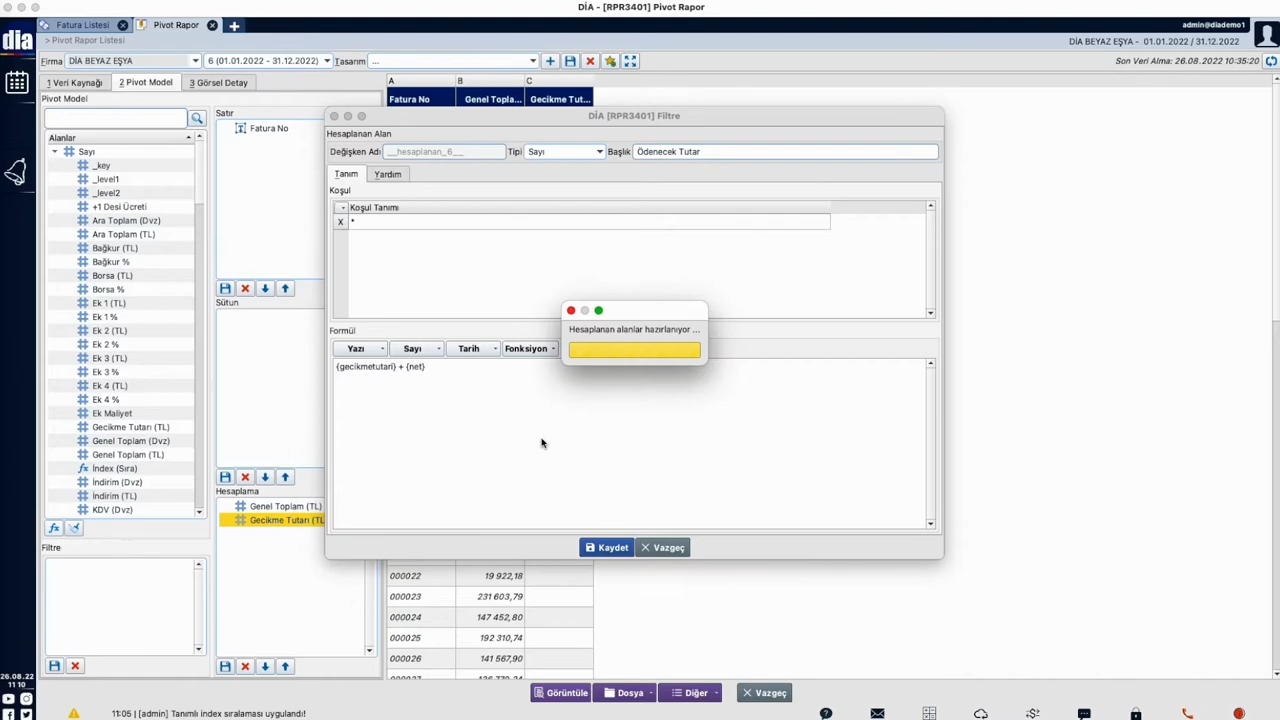 DİA - [RPR3401] Pivot Rapor
dia
Fatura Listesi
Pivot Rapor
admin@diademo1
> Pivot Rapor Listesi
DİA BEYAZ EŞYA - 01.01.2022 / 31.12.2022
Firma
DİA BEYAZ EŞYA
6 (01.01.2022 - 31.12.2022)
Tasarım
...
Son Veri Alma: 26.08.2022 10:35:20
1 Veri Kaynağı
2 Pivot Model
3 Görsel Detay
A
B
C
Pivot Model
Fatura No
Genel Topla...
Gecikme Tut...
Satır
Fatura No
Alanlar
Sayı
_key
_level1
_level2
+1 Desi Ücreti
Ara Toplam (Dvz)
Ara Toplam (TL)
Bağkur (TL)
Bağkur %
Borsa (TL)
Borsa %
Ek 1 (TL)
Ek 1 %
Ek 2 (TL)
Ek 2 %
Ek 3 (TL)
Ek 3 %
Ek 4 (TL)
Ek 4 %
Ek Maliyet
Gecikme Tutarı (TL)
Genel Toplam (Dvz)
Genel Toplam (TL)
fx İndex (Sıra)
İndirim (Dvz)
İndirim (TL)
KDV (Dvz)
fx
Filtre
Sütun
Hesaplama
Genel Toplam (TL)
Gecikme Tutarı (TL
DİA [RPR3401] Filtre
Hesaplanan Alan
Değişken Adı
__hesaplanan_6__
Tipi
Sayı
Başlık
Ödenecek Tutar
Tanım
Yardım
Koşul
Koşul Tanımı
X
*
Formül
Yazı
Sayı
Tarih
Fonksiyon
{gecikmetutari} + {net}
Hesaplanan alanlar hazırlanıyor ...
Kaydet
Vazgeç
000022 19 922,18
000023 231 603,79
000024 147 452,80
000025 192 310,74
000026 141 567,90
Görüntüle
Dosya
Diğer
Vazgeç
26.08.22
11 10
11:05 | [admin] Tanımlı index sıralaması uygulandı!